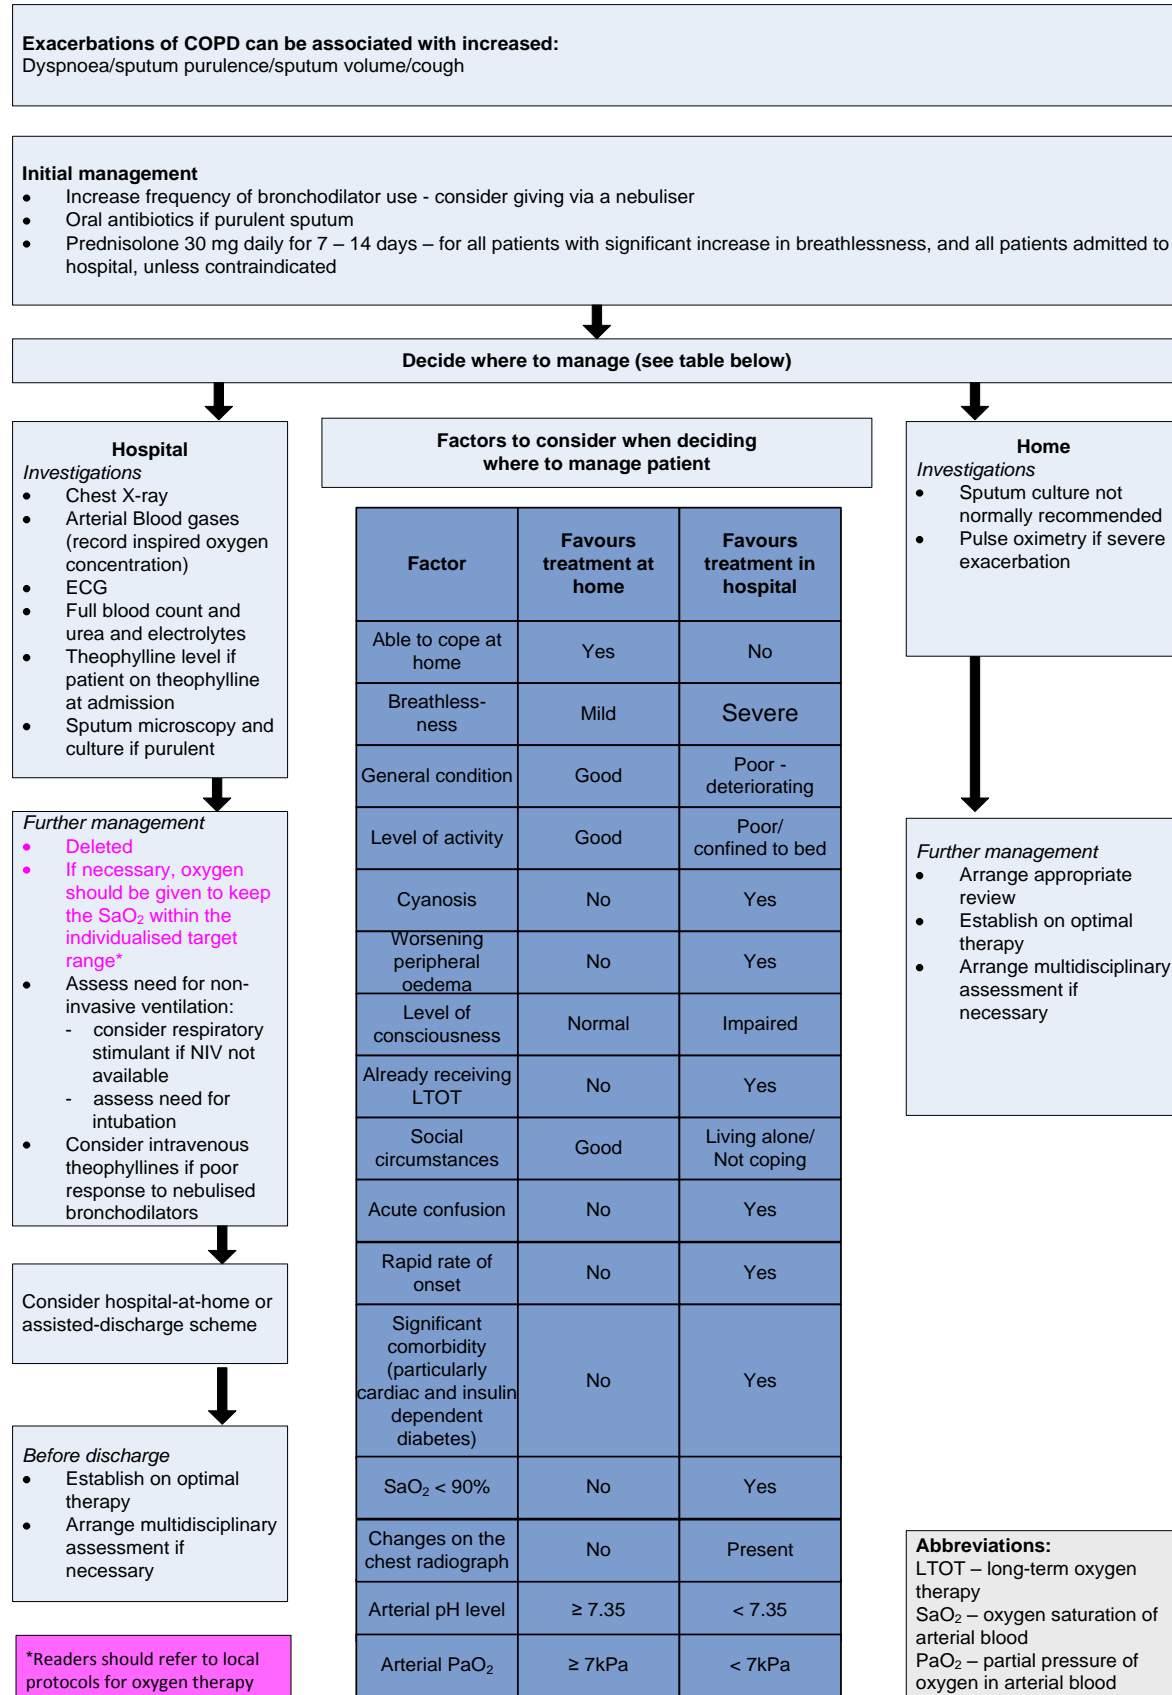 Exacerbations of COPD can be associated with increased:
Dyspnoea/sputum purulence/sputum volume/cough
Initial management
• Increase frequency of bronchodilator use - consider giving via a nebuliser
• Oral antibiotics if purulent sputum
• Prednisolone 30 mg daily for 7 – 14 days – for all patients with significant increase in breathlessness, and all patients admitted to
hospital, unless contraindicated
Decide where to manage (see table below)
Hospital
Investigations
• Chest X-ray
• Arterial Blood gases
(record inspired oxygen
concentration)
• ECG
• Full blood count and
urea and electrolytes
• Theophylline level if
patient on theophylline
at admission
• Sputum microscopy and
culture if purulent
Further management
• Deleted
• If necessary, oxygen
should be given to keep
the SaO₂ within the
individualised target
range*
• Assess need for non-
invasive ventilation:
- consider respiratory
stimulant if NIV not
available
- assess need for
intubation
• Consider intravenous
theophyllines if poor
response to nebulised
bronchodilators
Consider hospital-at-home or
assisted-discharge scheme
Before discharge
• Establish on optimal
therapy
• Arrange multidisciplinary
assessment if
necessary
*Readers should refer to local
protocols for oxygen therapy
Factors to consider when deciding
where to manage patient
Factor
Favours
treatment at
home
Favours
treatment in
hospital
Able to cope at
home
Yes
No
Breathless-
ness
Mild
Severe
General condition
Good
Poor -
deteriorating
Level of activity
Good
Poor/
confined to bed
Cyanosis
No
Yes
Worsening
peripheral
oedema
No
Yes
Level of
consciousness
Normal
Impaired
Already receiving
LTOT
No
Yes
Social
circumstances
Good
Living alone/
Not coping
Acute confusion
No
Yes
Rapid rate of
onset
No
Yes
Significant
comorbidity
(particularly
cardiac and insulin
dependent
diabetes)
No
Yes
SaO₂ < 90%
No
Yes
Changes on the
chest radiograph
No
Present
Arterial pH level
≥ 7.35
< 7.35
Arterial PaO₂
≥ 7kPa
< 7kPa
Home
Investigations
• Sputum culture not
normally recommended
• Pulse oximetry if severe
exacerbation
Further management
• Arrange appropriate
review
• Establish on optimal
therapy
• Arrange multidisciplinary
assessment if
necessary
Abbreviations:
LTOT – long-term oxygen
therapy
SaO₂ – oxygen saturation of
arterial blood
PaO₂ – partial pressure of
oxygen in arterial blood